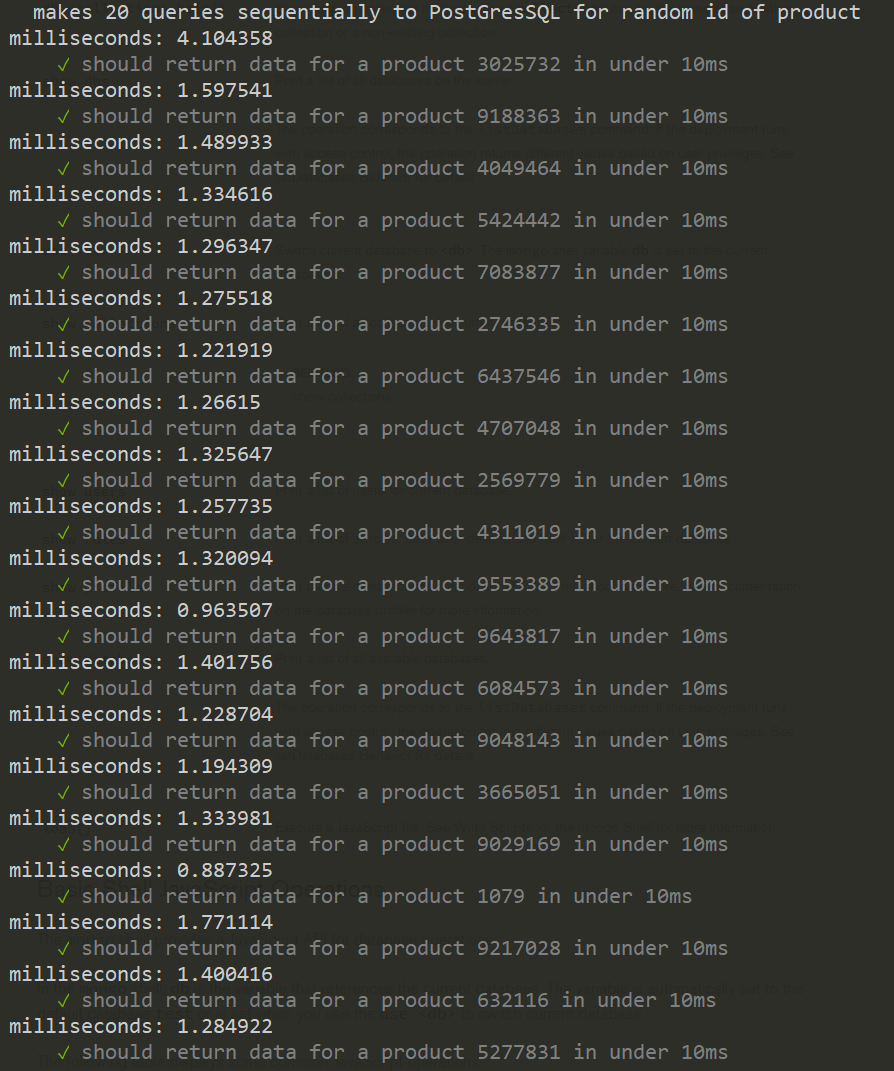 makes 20 queries sequentially to PostGresSQL for random id of product
milliseconds: 4.104358
✓ should return data for a product 3025732 in under 10ms
milliseconds: 1.597541
✓ should return data for a product 9188363 in under 10ms
milliseconds: 1.489933
✓ should return data for a product 4049464 in under 10ms
milliseconds: 1.334616
✓ should return data for a product 5424442 in under 10ms
milliseconds: 1.296347
✓ should return data for a product 7083877 in under 10ms
milliseconds: 1.275518
✓ should return data for a product 2746335 in under 10ms
milliseconds: 1.221919
✓ should return data for a product 6437546 in under 10ms
milliseconds: 1.26615
✓ should return data for a product 4707048 in under 10ms
milliseconds: 1.325647
✓ should return data for a product 2569779 in under 10ms
milliseconds: 1.257735
✓ should return data for a product 4311019 in under 10ms
milliseconds: 1.320094
✓ should return data for a product 9553389 in under 10ms
milliseconds: 0.963507
✓ should return data for a product 9643817 in under 10ms
milliseconds: 1.401756
✓ should return data for a product 6084573 in under 10ms
milliseconds: 1.228704
✓ should return data for a product 9048143 in under 10ms
milliseconds: 1.194309
✓ should return data for a product 3665051 in under 10ms
milliseconds: 1.333981
✓ should return data for a product 9029169 in under 10ms
milliseconds: 0.887325
✓ should return data for a product 1079 in under 10ms
milliseconds: 1.771114
✓ should return data for a product 9217028 in under 10ms
milliseconds: 1.400416
✓ should return data for a product 632116 in under 10ms
milliseconds: 1.284922
✓ should return data for a product 5277831 in under 10ms